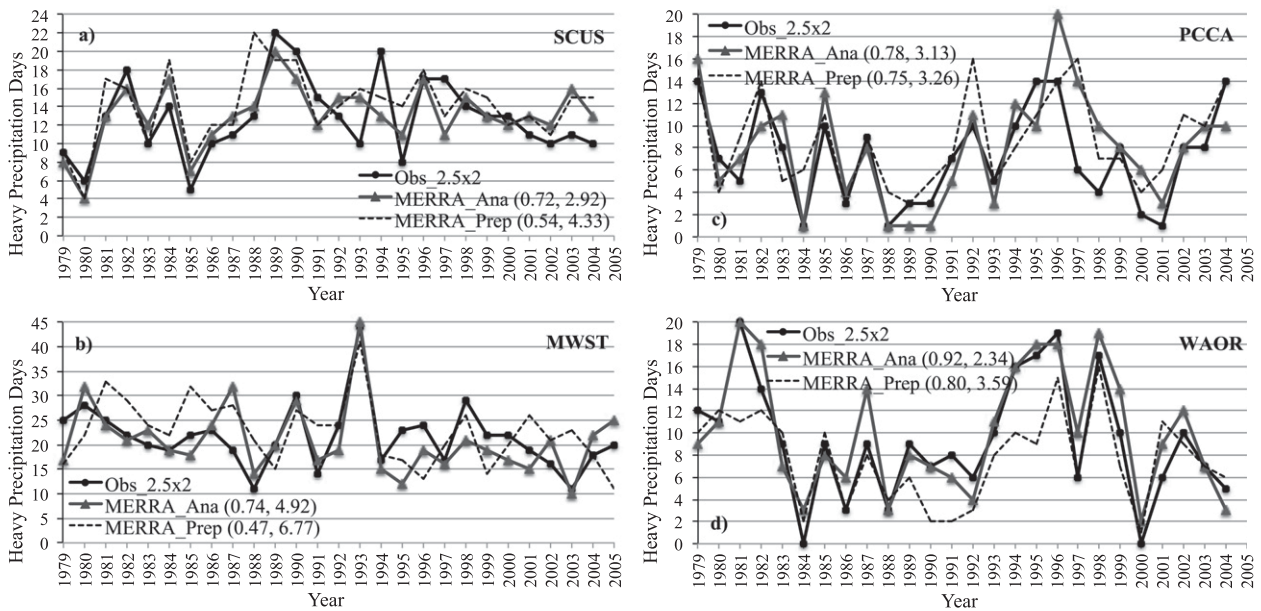 a)
SCUS
Heavy Precipitation Days
24
22
20
18
16
14
12
10
8
6
4
2
0
Obs_2.5x2
MERRA_Ana (0.72, 2.92)
MERRA_Prep (0.54, 4.33)
1979 1980 1981 1982 1983 1984 1985 1986 1987 1988 1989 1990 1991 1992 1993 1994 1995 1996 1997 1998 1999 2000 2001 2002 2003 2004 2005
Year
c)
PCCA
Heavy Precipitation Days
20
18
16
14
12
10
8
6
4
2
0
Obs_2.5x2
MERRA_Ana (0.78, 3.13)
MERRA_Prep (0.75, 3.26)
1979 1980 1981 1982 1983 1984 1985 1986 1987 1988 1989 1990 1991 1992 1993 1994 1995 1996 1997 1998 1999 2000 2001 2002 2003 2004 2005
Year
b)
MWST
Heavy Precipitation Days
45
40
35
30
25
20
15
10
5
0
Obs_2.5x2
MERRA_Ana (0.74, 4.92)
MERRA_Prep (0.47, 6.77)
1979 1980 1981 1982 1983 1984 1985 1986 1987 1988 1989 1990 1991 1992 1993 1994 1995 1996 1997 1998 1999 2000 2001 2002 2003 2004 2005
Year
d)
WAOR
Heavy Precipitation Days
20
18
16
14
12
10
8
6
4
2
0
Obs_2.5x2
MERRA_Ana (0.92, 2.34)
MERRA_Prep (0.80, 3.59)
1979 1980 1981 1982 1983 1984 1985 1986 1987 1988 1989 1990 1991 1992 1993 1994 1995 1996 1997 1998 1999 2000 2001 2002 2003 2004 2005
Year